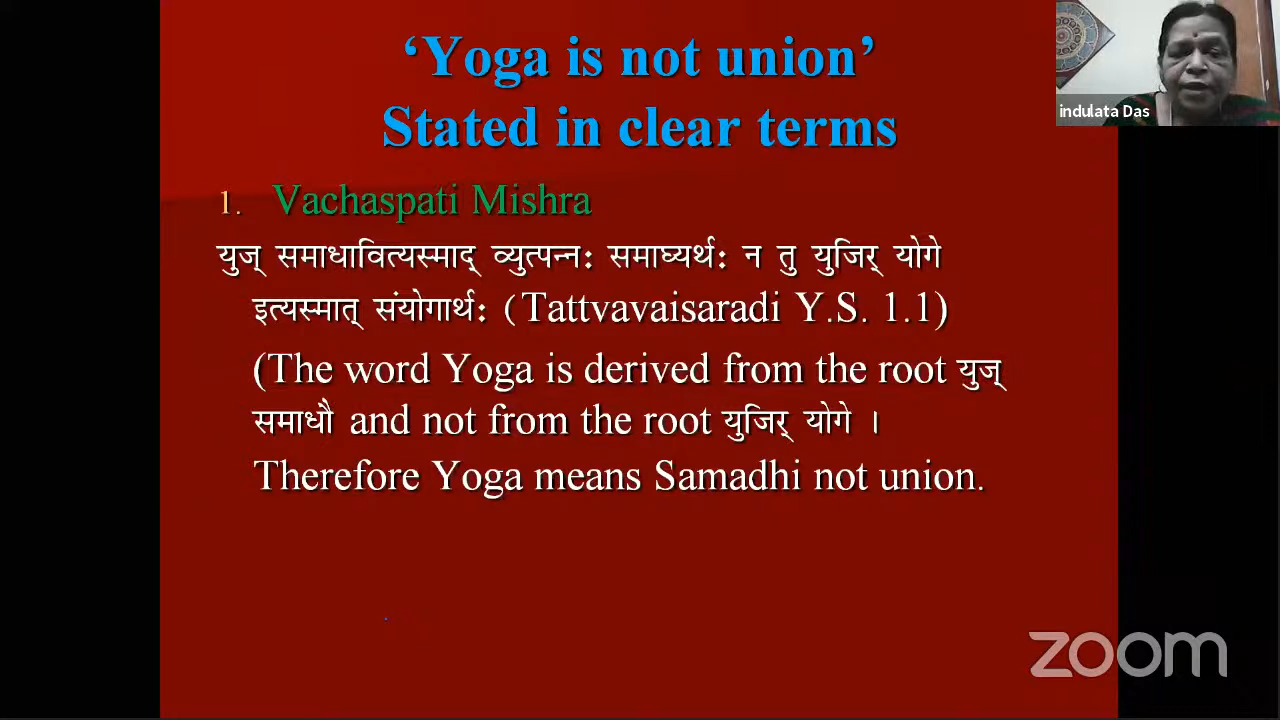 ‘Yoga is not union’
Stated in clear terms
indulata Das
1. Vachaspati Mishra
युज् समाधावित्यस्माद् व्युत्पन्नः समाघ्यर्थः न तु युजिर् योगे
इत्यस्मात् संयोगार्थः (Tattvavaisaradi Y.S. 1.1)
(The word Yoga is derived from the root युज्
समाधौ and not from the root युजिर् योगे ।
Therefore Yoga means Samadhi not union.
zoom